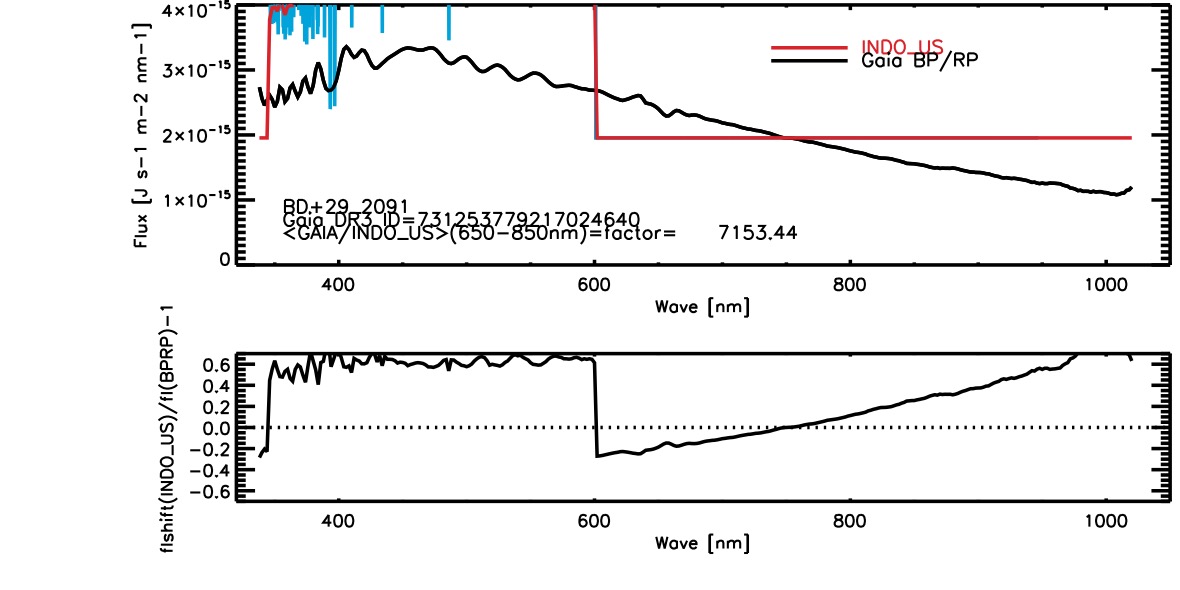 4×10-15
3×10-15
2×10-15
1×10-15
0
Flux [J s-1 m-2 nm-1]
INDO_US
Gaia BP/RP
BD+29_2091
Gaia DR3 ID=731253779217024640
<GAIA/INDO_US>(650-850nm)=factor= 7153.44
400 600 800 1000
Wave [nm]
flshift(INDO_US)/fl(BPRP)-1
0.6
0.4
0.2
0.0
-0.2
-0.4
-0.6
400 600 800 1000
Wave [nm]